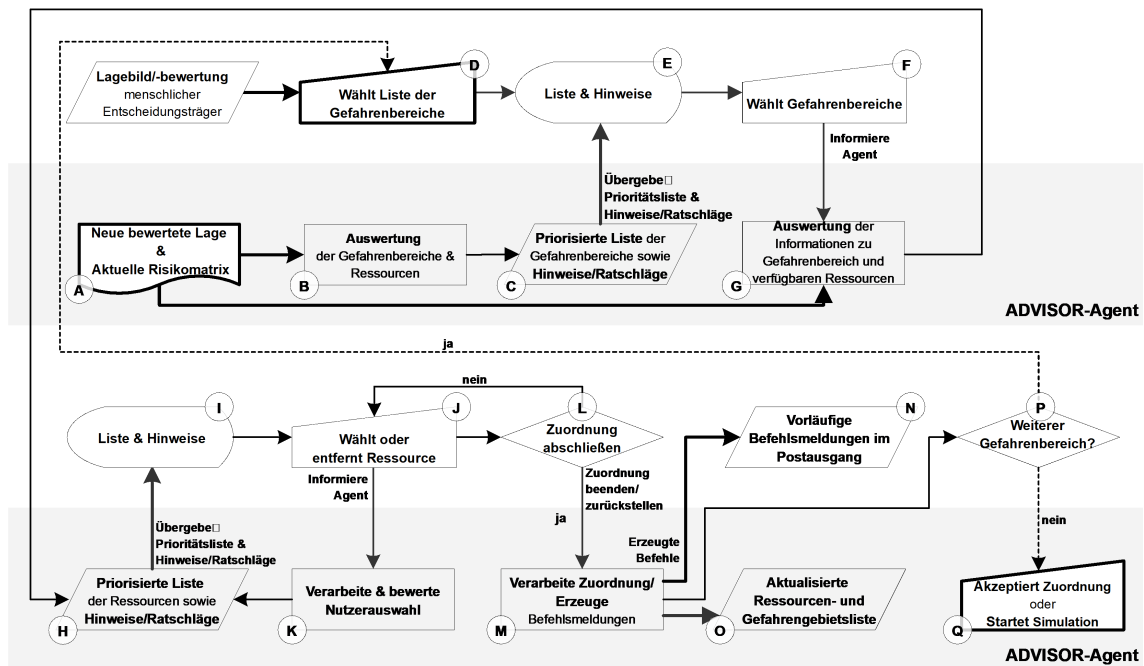 Lagebild/-bewertung
menschlicher
Entscheidungsträger
D
Wählt Liste der
Gefahrenbereiche
E
Liste & Hinweise
F
Wählt Gefahrenbereiche
Informiere
Agent
Übergebe□
Prioritätsliste &
Hinweise/Ratschläge
Neue bewertete Lage
&
Aktuelle Risikomatrix
A
Auswertung
der Gefahrenbereiche &
Ressourcen
B
Priorisierte Liste der
Gefahrenbereiche sowie
Hinweise/Ratschläge
C
Auswertung der
Informationen zu
Gefahrenbereich und
verfügbaren Ressourcen
G
ADVISOR-Agent
ja
nein
I
Liste & Hinweise
J
Wählt oder
entfernt Ressource
L
Zuordnung
abschließen
N
Vorläufige
Befehlsmeldungen im
Postausgang
P
Weiterer
Gefahrenbereich?
Informiere
Agent
Zuordnung
beenden/
zurückstellen
ja
nein
Übergebe□
Prioritätsliste &
Hinweise/Ratschläge
Erzeugte
Befehle
Priorisierte Liste
der Ressourcen sowie
Hinweise/Ratschläge
H
Verarbeite & bewerte
Nutzerauswahl
K
Verarbeite Zuordnung/
Erzeuge
Befehlsmeldungen
M
Aktualisierte
Ressourcen- und
Gefahrengebietsliste
O
Akzeptiert Zuordnung
oder
Startet Simulation
Q
ADVISOR-Agent